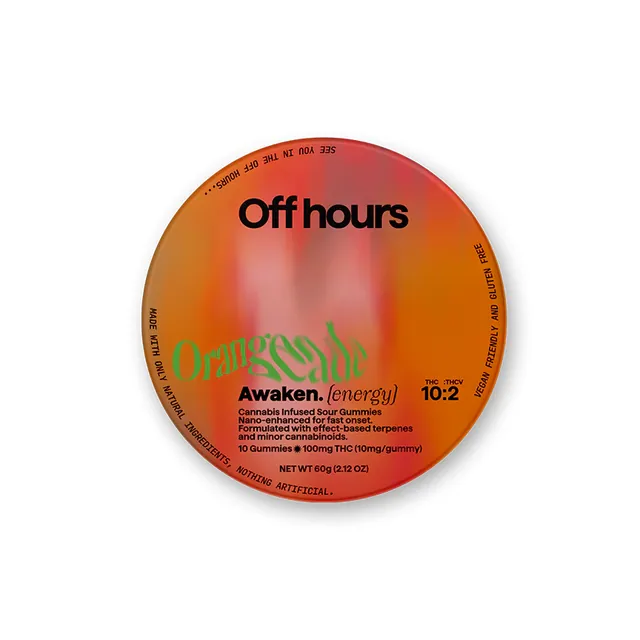 SEE YOU IN THE OFF HOURS...
Off hours
VEGAN FRIENDLY AND GLUTEN FREE
MADE WITH ONLY NATURAL INGREDIENTS, NOTHING ARTIFICIAL.
Orangeade
Awaken. [energy]
THC :THCV
10:2
Cannabis Infused Sour Gummies
Nano-enhanced for fast onset.
Formulated with effect-based terpenes
and minor cannabinoids.
10 Gummies ✺ 100mg THC (10mg/gummy)
NET WT 60g (2.12 OZ)